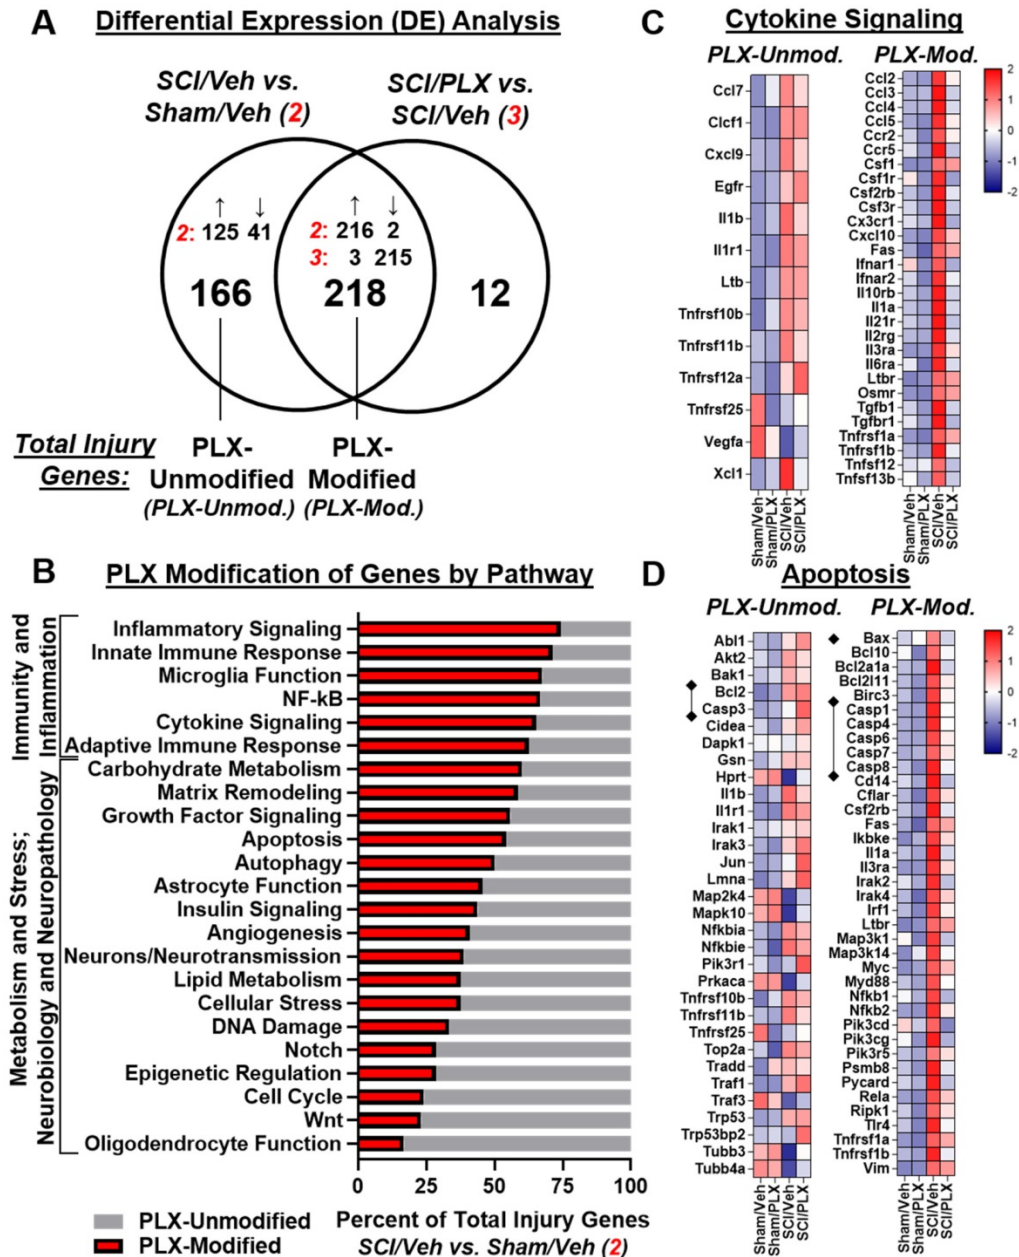 A Differential Expression (DE) Analysis
SCI/Veh vs.
Sham/Veh (2)
SCI/PLX vs.
SCI/Veh (3)
↑ ↓
2: 125 41
166
↑ ↓
2: 216 2
3: 3 215
218
12
Total Injury
Genes:
PLX-
Unmodified
(PLX-Unmod.)
PLX-
Modified
(PLX-Mod.)
B PLX Modification of Genes by Pathway
Immunity and
Inflammation
Metabolism and Stress;
Neurobiology and Neuropathology
Inflammatory Signaling
Innate Immune Response
Microglia Function
NF-kB
Cytokine Signaling
Adaptive Immune Response
Carbohydrate Metabolism
Matrix Remodeling
Growth Factor Signaling
Apoptosis
Autophagy
Astrocyte Function
Insulin Signaling
Angiogenesis
Neurons/Neurotransmission
Lipid Metabolism
Cellular Stress
DNA Damage
Notch
Epigenetic Regulation
Cell Cycle
Wnt
Oligodendrocyte Function
0 25 50 75 100
PLX-Unmodified
PLX-Modified
Percent of Total Injury Genes
SCI/Veh vs. Sham/Veh (2)
C Cytokine Signaling
PLX-Unmod.
Ccl7
Clcf1
Cxcl9
Egfr
Il1b
Il1r1
Ltb
Tnfrsf10b
Tnfrsf11b
Tnfrsf12a
Tnfrsf25
Vegfa
Xcl1
Sham/Veh
Sham/PLX
SCI/Veh
SCI/PLX
PLX-Mod.
Ccl2
Ccl3
Ccl4
Ccl5
Ccr2
Ccr5
Csf1
Csf1r
Csf2rb
Csf3r
Cx3cr1
Cxcl10
Fas
Ifnar1
Ifnar2
Il10rb
Il1a
Il21r
Il2rg
Il3ra
Il6ra
Ltbr
Osmr
Tgfb1
Tgfbr1
Tnfrsf1a
Tnfrsf1b
Tnfsf12
Tnfsf13b
Sham/Veh
Sham/PLX
SCI/Veh
SCI/PLX
2
1
0
-1
-2
D Apoptosis
PLX-Unmod.
Abl1
Akt2
Bak1
Bcl2
Casp3
Cidea
Dapk1
Gsn
Hprt
Il1b
Il1r1
Irak1
Irak3
Jun
Lmna
Map2k4
Mapk10
Nfkbia
Nfkbie
Pik3r1
Prkaca
Tnfrsf10b
Tnfrsf11b
Tnfrsf25
Top2a
Tradd
Traf1
Traf3
Trp53
Trp53bp2
Tubb3
Tubb4a
Sham/Veh
Sham/PLX
SCI/Veh
SCI/PLX
PLX-Mod.
Bax
Bcl10
Bcl2a1a
Bcl2l11
Birc3
Casp1
Casp4
Casp6
Casp7
Casp8
Cd14
Cflar
Csf2rb
Fas
Ikbke
Il1a
Il3ra
Irak2
Irak4
Irf1
Ltbr
Map3k1
Map3k14
Myc
Myd88
Nfkb1
Nfkb2
Pik3cd
Pik3cg
Pik3r5
Psmb8
Pycard
Rela
Ripk1
Tlr4
Tnfrsf1a
Tnfrsf1b
Vim
Sham/Veh
Sham/PLX
SCI/Veh
SCI/PLX
2
1
0
-1
-2